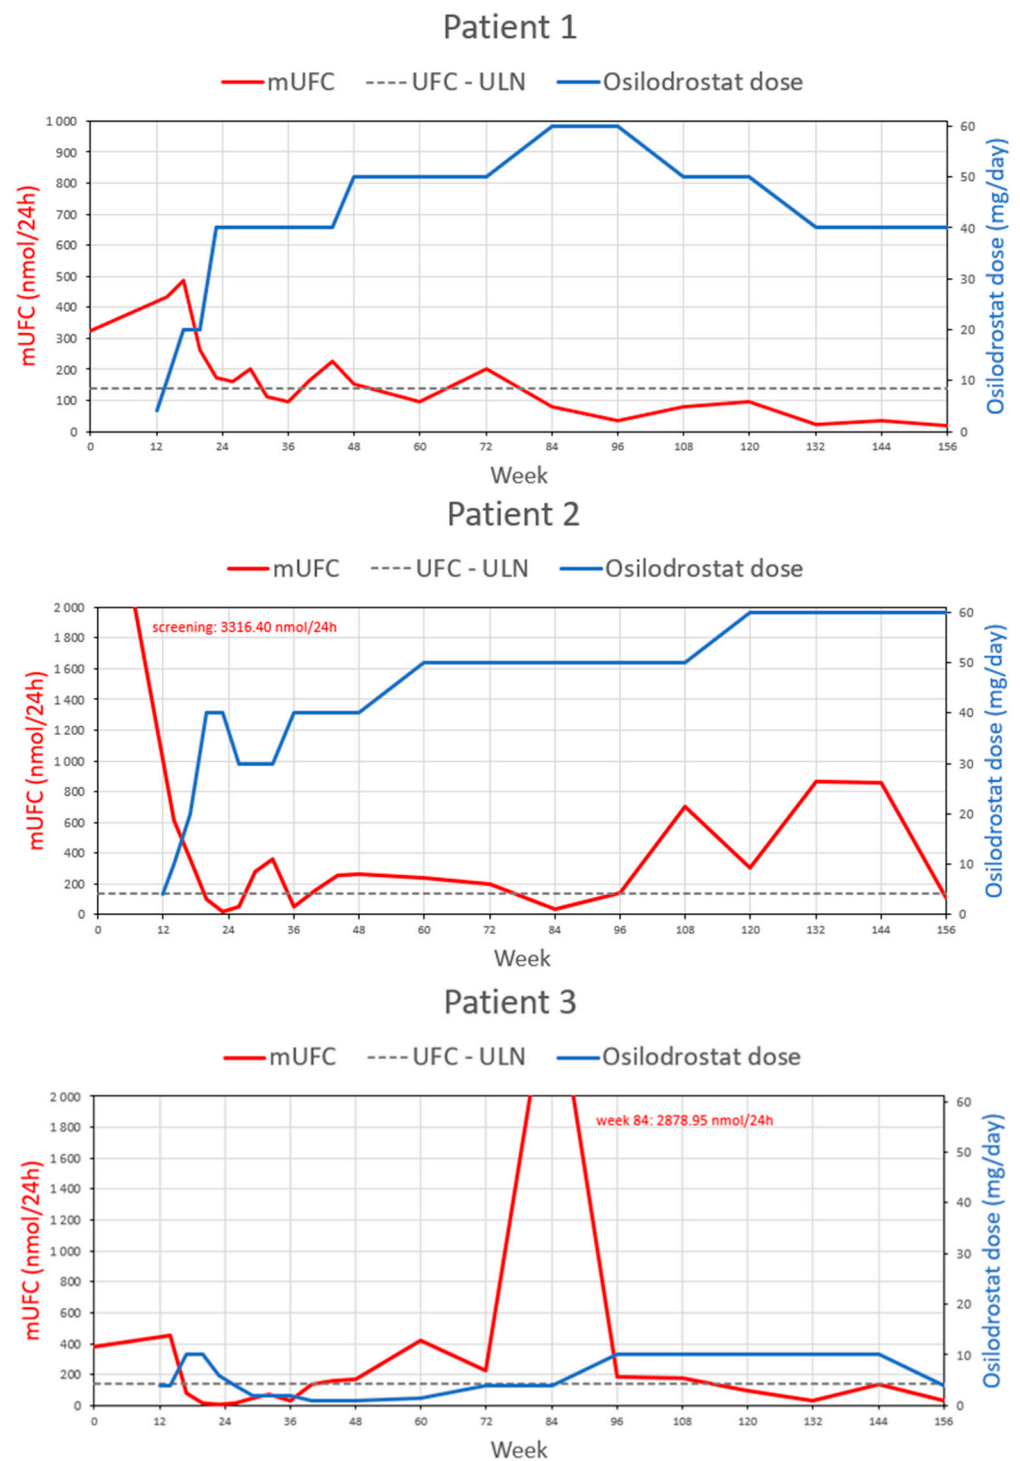 Patient 1
mUFC UFC - ULN Osilodrostat dose
1 000
900
800
700
600
500
400
300
200
100
0
mUFC (nmol/24h)
60
50
40
30
20
10
0
Osilodrostat dose (mg/day)
0 12 24 36 48 60 72 84 96 108 120 132 144 156
Week
Patient 2
mUFC UFC - ULN Osilodrostat dose
screening: 3316.40 nmol/24h
2 000
1 800
1 600
1 400
1 200
1 000
800
600
400
200
0
mUFC (nmol/24h)
60
50
40
30
20
10
0
Osilodrostat dose (mg/day)
0 12 24 36 48 60 72 84 96 108 120 132 144 156
Week
Patient 3
mUFC UFC - ULN Osilodrostat dose
week 84: 2878.95 nmol/24h
2 000
1 800
1 600
1 400
1 200
1 000
800
600
400
200
0
mUFC (nmol/24h)
60
50
40
30
20
10
0
Osilodrostat dose (mg/day)
0 12 24 36 48 60 72 84 96 108 120 132 144 156
Week